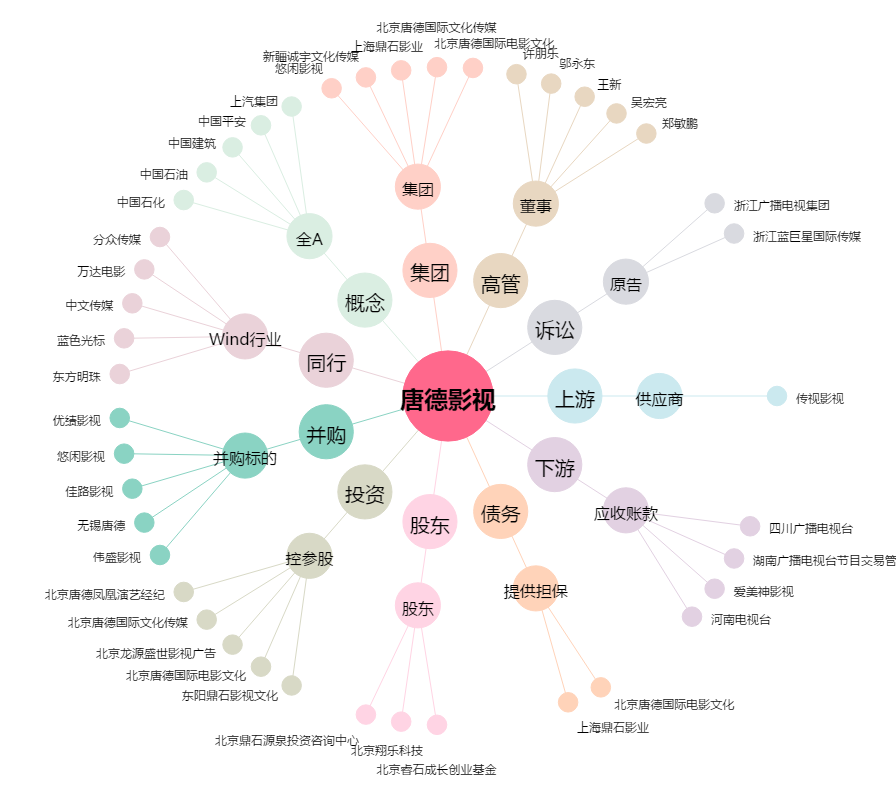 北京唐德国际文化传媒
上海鼎石影业
北京唐德国际电影文化
新疆诚宇文化传媒
悠闲影视
许朋乐
邬永东
王新
吴宏亮
郑敏鹏
上汽集团
中国平安
中国建筑
中国石油
中国石化
集团
董事
全A
集团
高管
概念
浙江广播电视集团
浙江蓝巨星国际传媒
原告
诉讼
分众传媒
万达电影
中文传媒
蓝色光标
东方明珠
Wind行业
同行
唐德影视
上游
供应商
传视影视
优绩影视
悠闲影视
佳路影视
无锡唐德
伟盛影视
并购标的
并购
下游
应收账款
四川广播电视台
湖南广播电视台节目交易管
爱美神影视
河南电视台
投资
控参股
北京唐德凤凰演艺经纪
北京唐德国际文化传媒
北京龙源盛世影视广告
北京唐德国际电影文化
东阳鼎石影视文化
股东
股东
北京鼎石源泉投资咨询中心
北京翔乐科技
北京睿石成长创业基金
债务
提供担保
北京唐德国际电影文化
上海鼎石影业